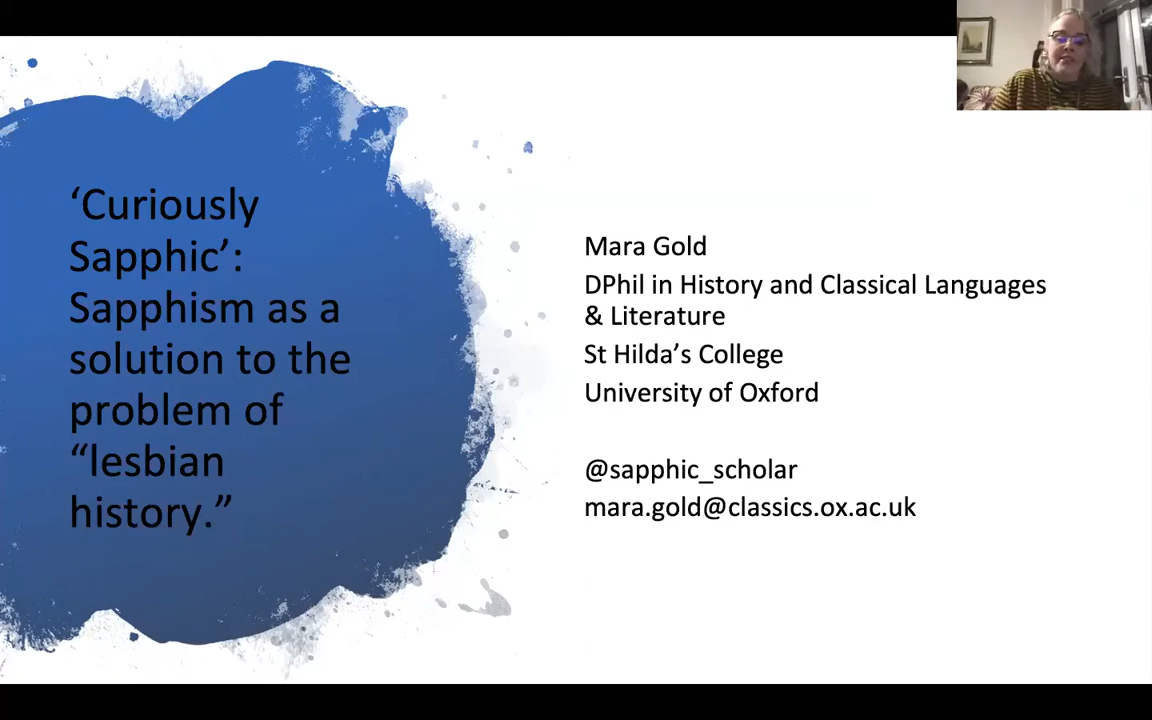 ‘Curiously
Sapphic’:
Sapphism as a
solution to the
problem of
“lesbian
history.”
Mara Gold
DPhil in History and Classical Languages
& Literature
St Hilda’s College
University of Oxford
@sapphic_scholar
mara.gold@classics.ox.ac.uk